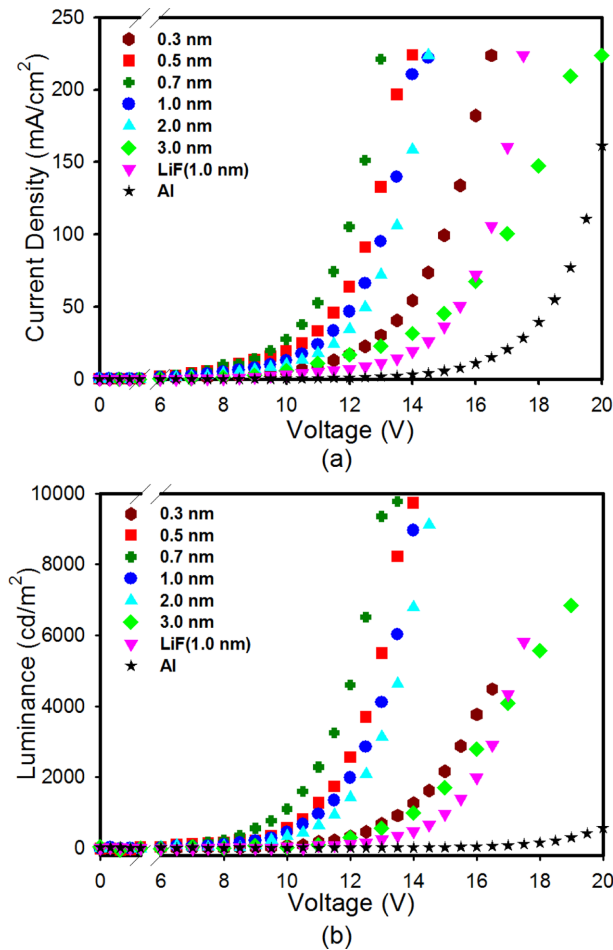 250
200
150
100
50
0
Current Density (mA/cm²)
0.3 nm
0.5 nm
0.7 nm
1.0 nm
2.0 nm
3.0 nm
LiF(1.0 nm)
Al
0 4 6 8 10 12 14 16 18 20
Voltage (V)
(a)
10000
8000
6000
4000
2000
0
Luminance (cd/m²)
0.3 nm
0.5 nm
0.7 nm
1.0 nm
2.0 nm
3.0 nm
LiF(1.0 nm)
Al
0 4 6 8 10 12 14 16 18 20
Voltage (V)
(b)